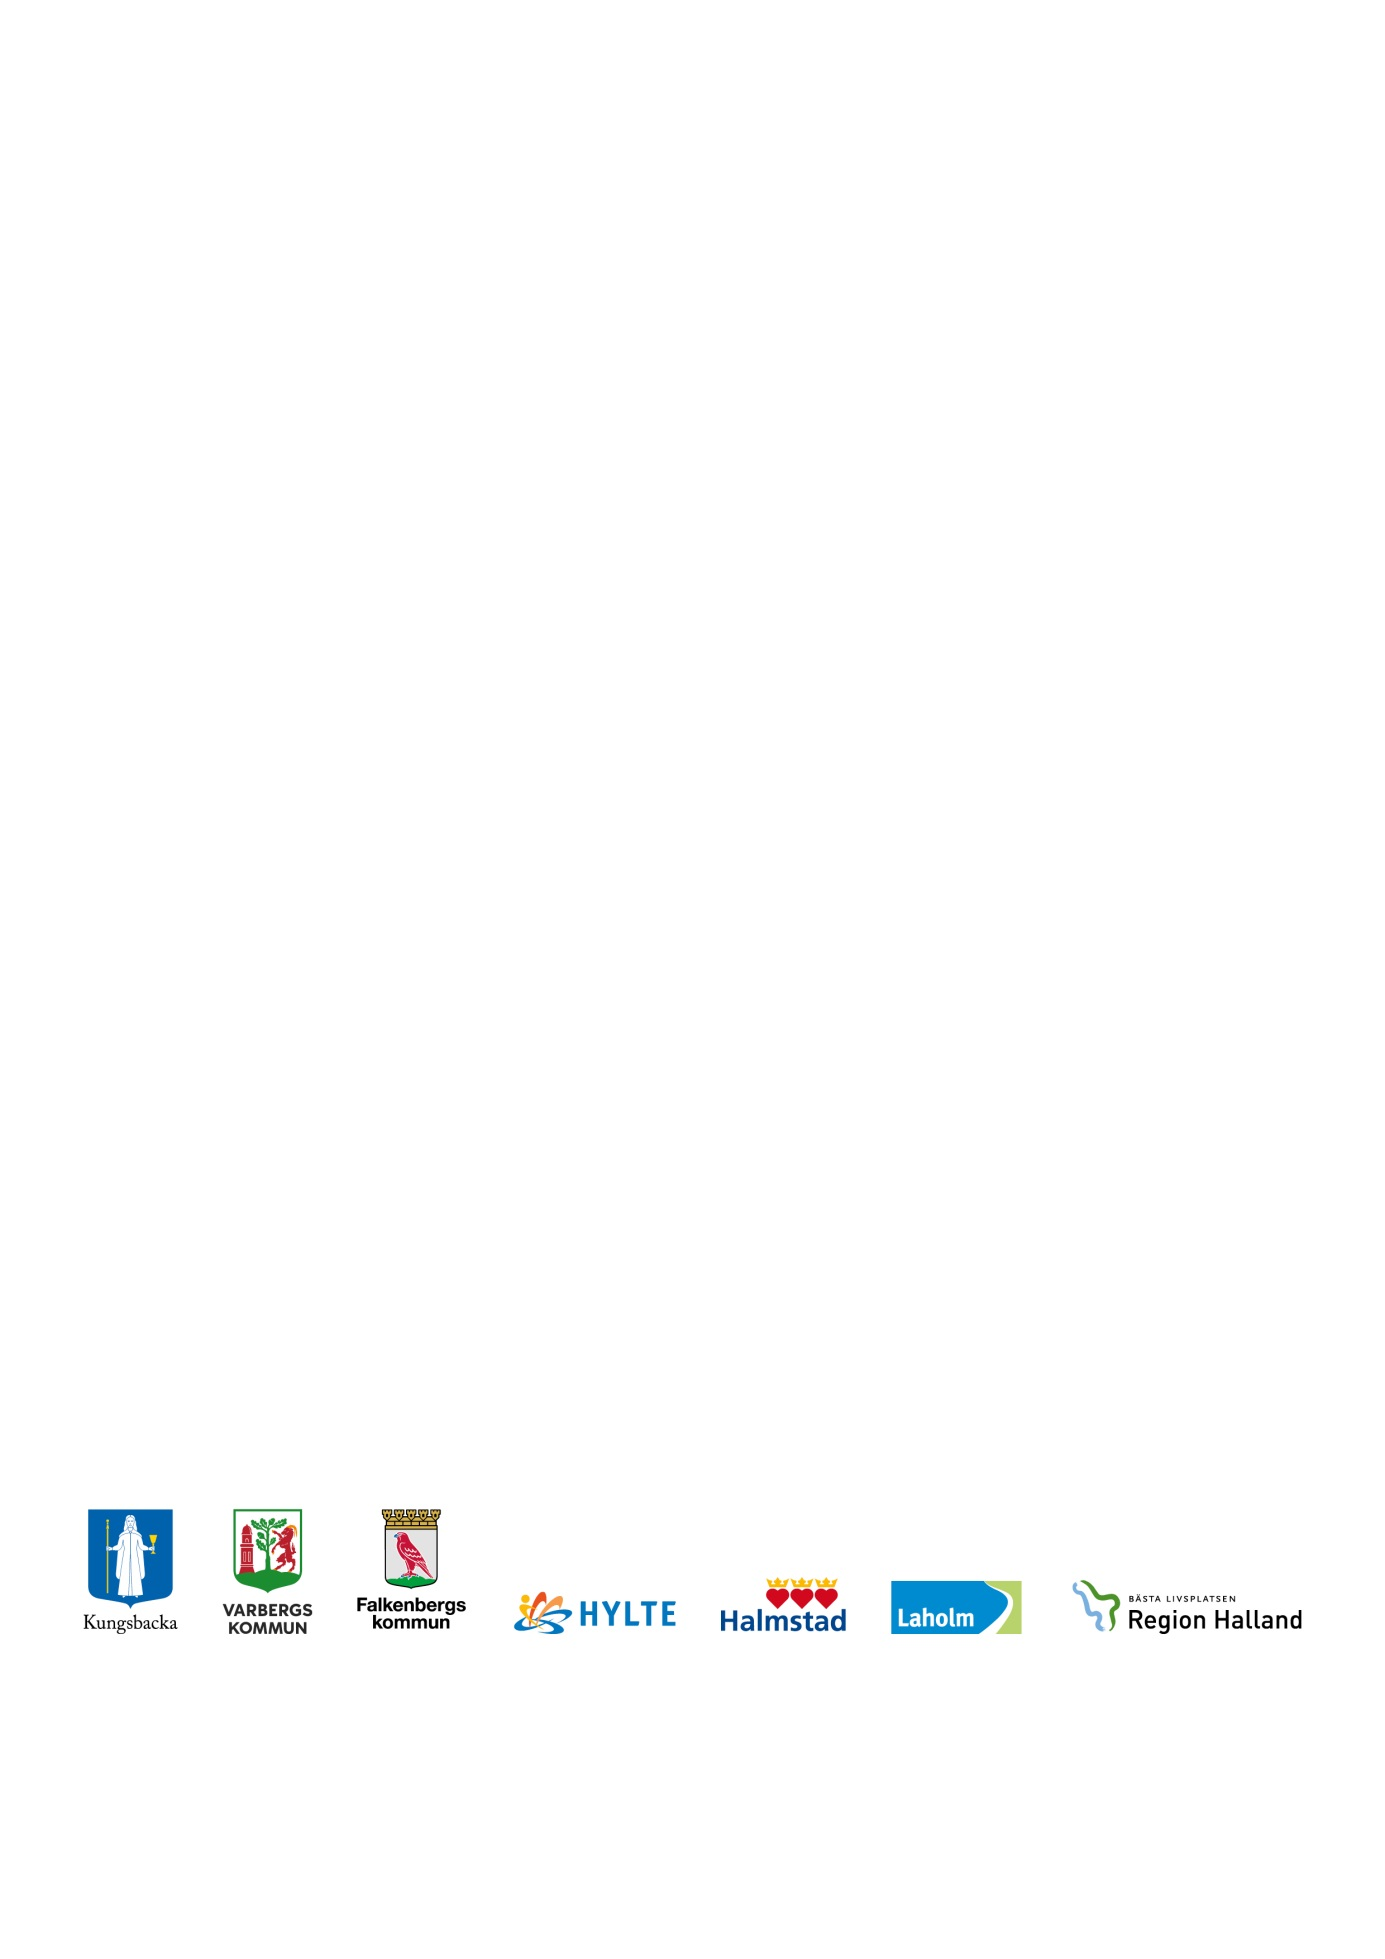 Kungsbacka
VARBERGS
KOMMUN
Falkenbergs
kommun
HYLTE
Halmstad
Laholm
BÄSTA LIVSPLATSEN
Region Halland